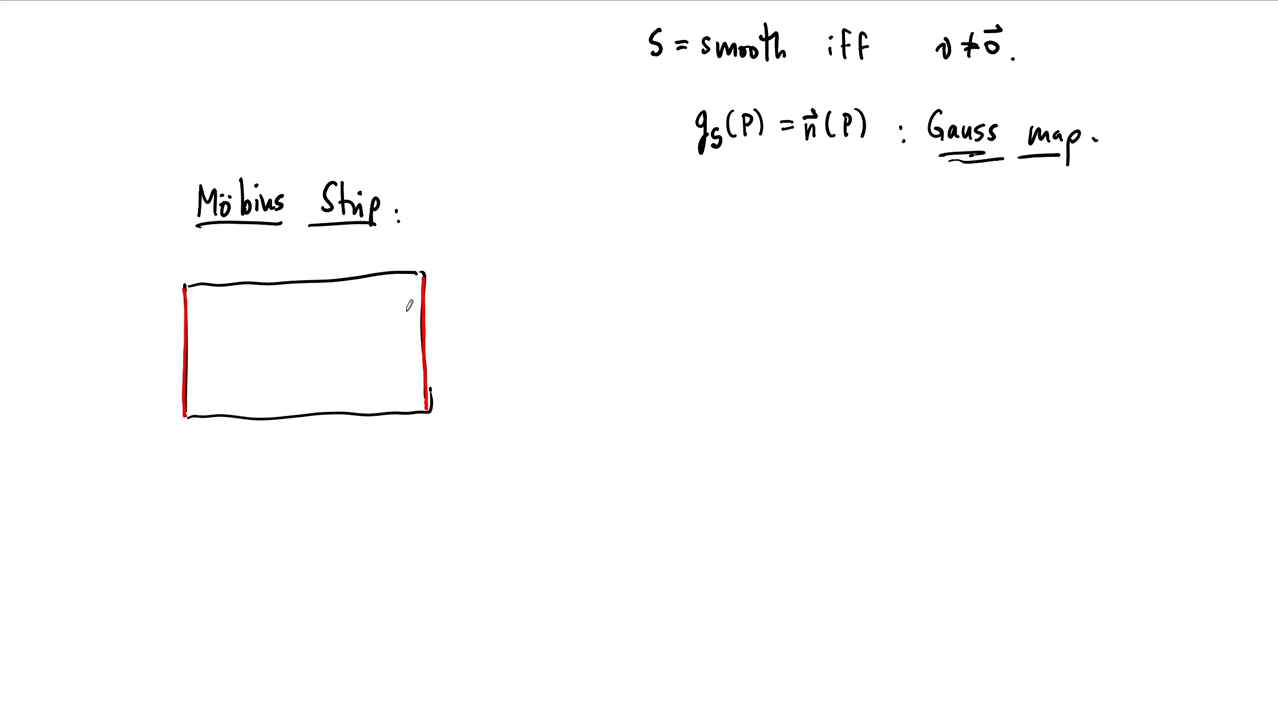 S = smooth iff ν ≠ 0⃗.
g_S(P) = n⃗(P) : Gauss map.
Möbius Strip: